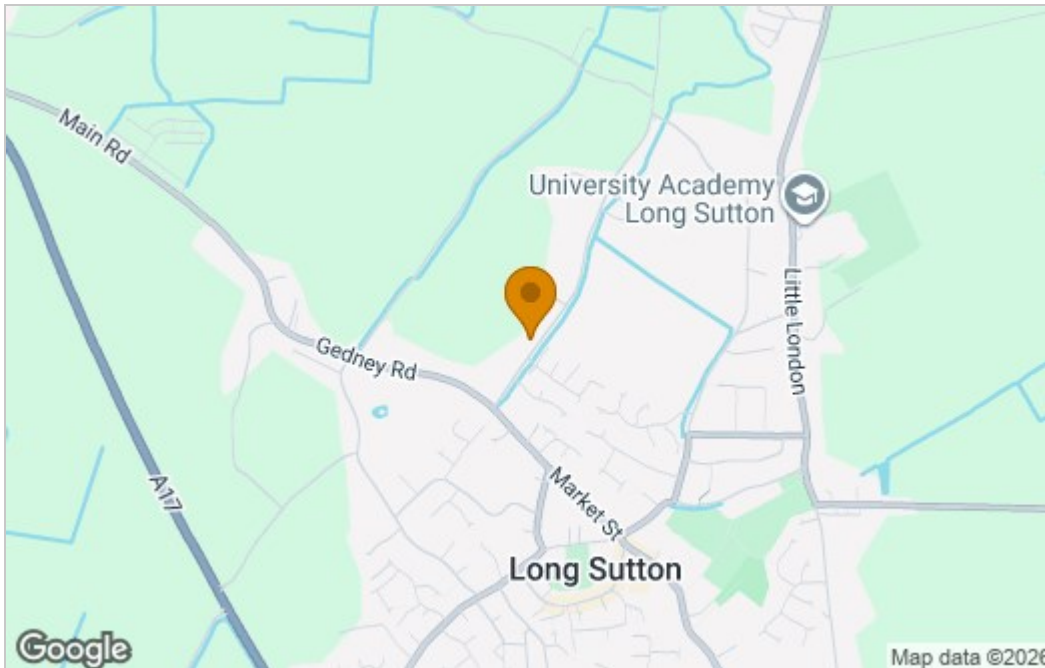 Main Rd
University Academy
Long Sutton
Little London
Gedney Rd
A17
Market St
Long Sutton
Google
Map data ©2026